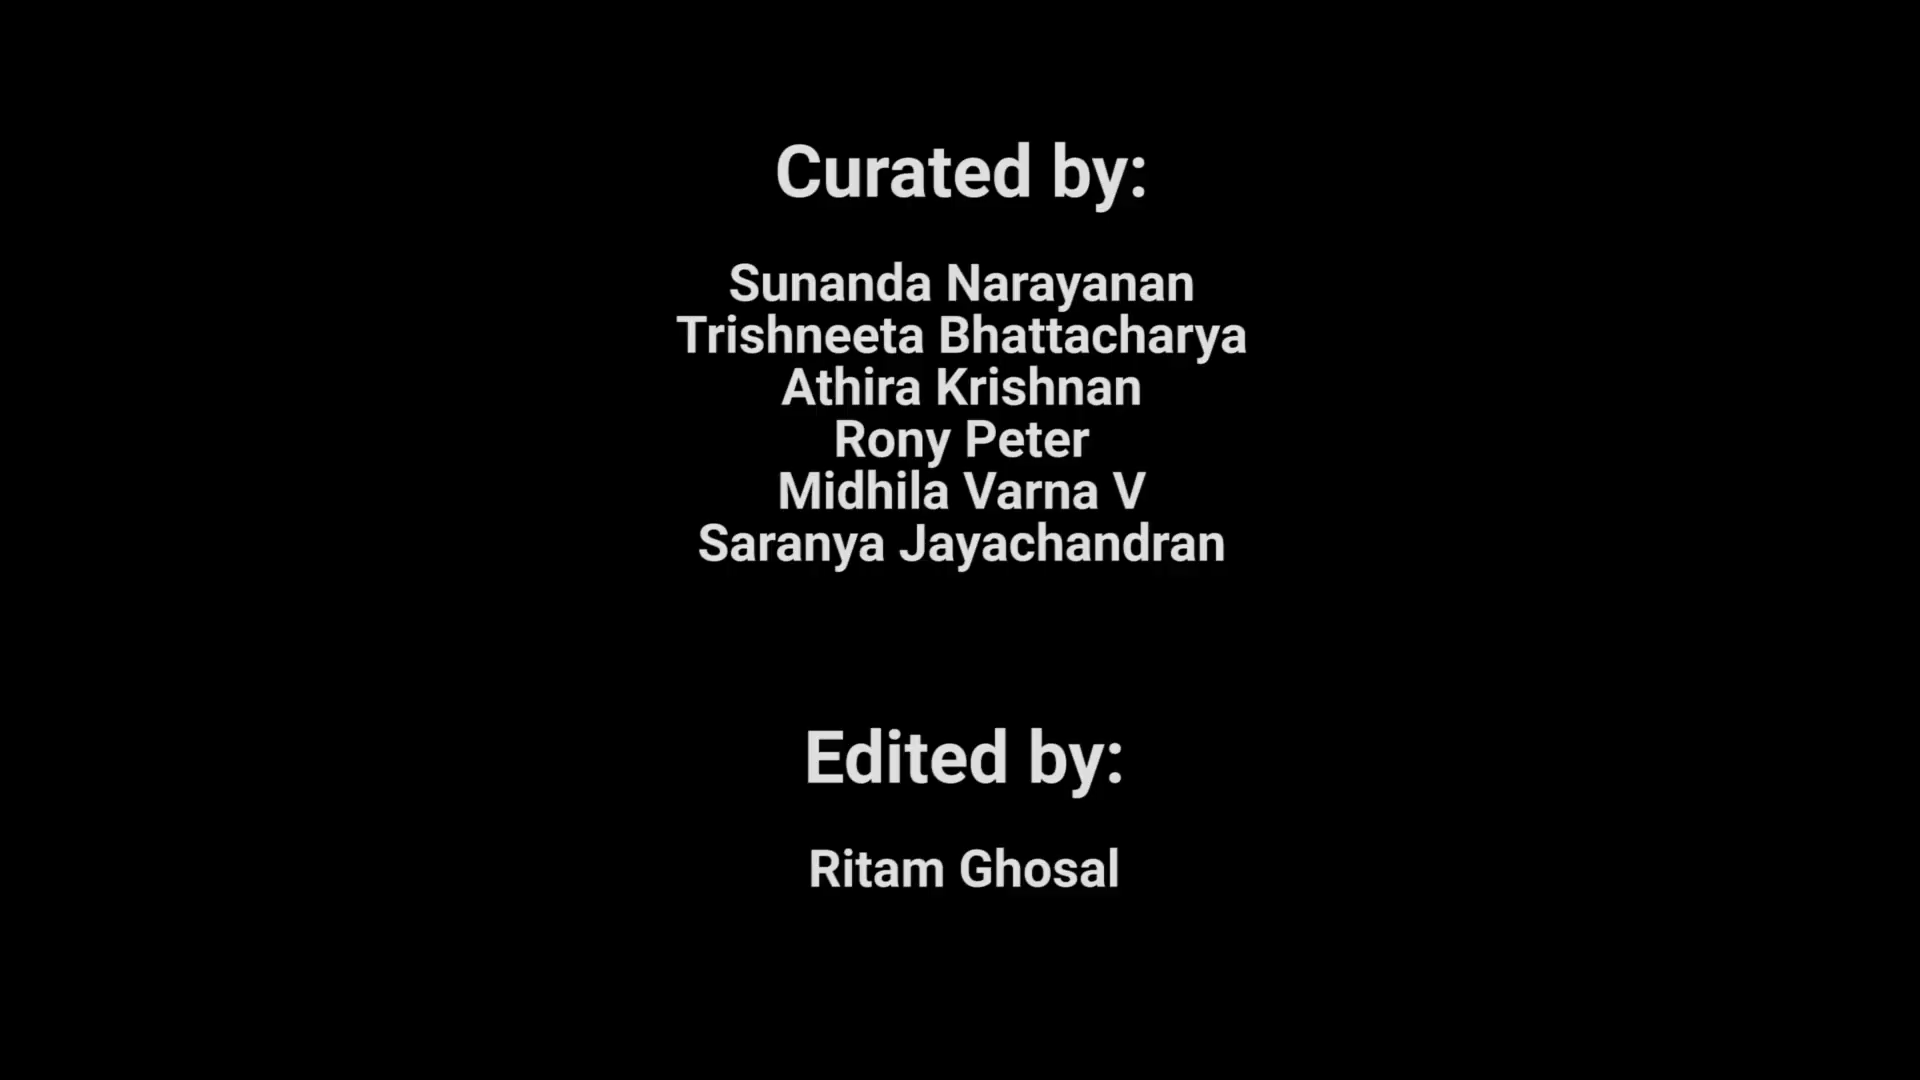 Curated by:
Sunanda Narayanan
Trishneeta Bhattacharya
Athira Krishnan
Rony Peter
Midhila Varna V
Saranya Jayachandran
Edited by:
Ritam Ghosal